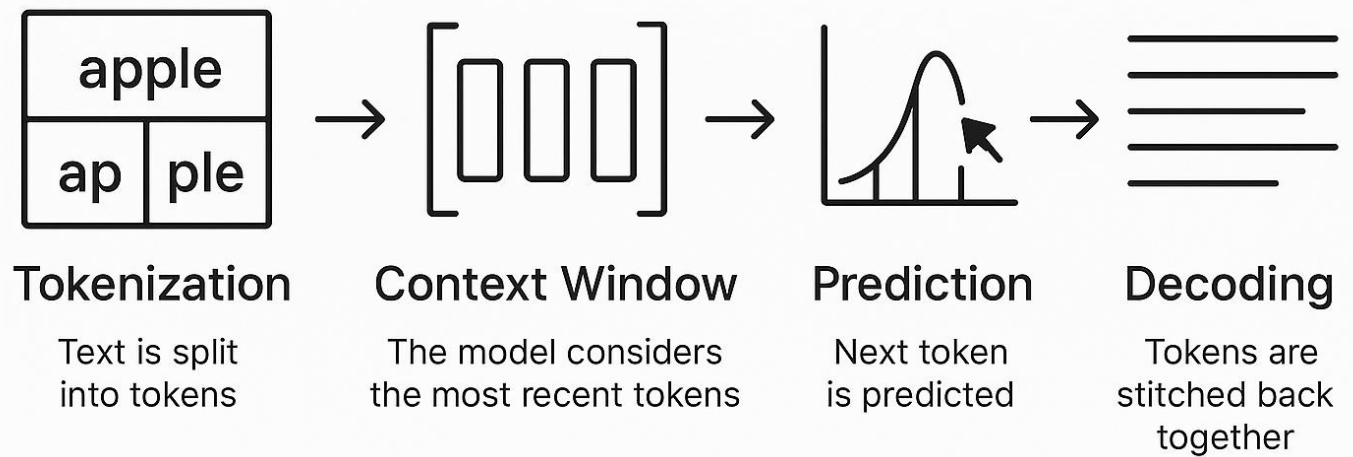 apple
ap ple
Tokenization
Text is split
into tokens
Context Window
The model considers
the most recent tokens
Prediction
Next token
is predicted
Decoding
Tokens are
stitched back
together